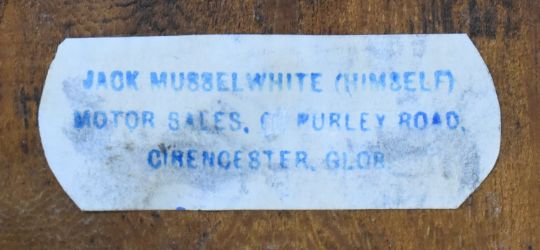 JACK MUSSELWHITE (HIMSELF)
MOTOR SALES, PURLEY ROAD,
CIRENCESTER, GLOS.